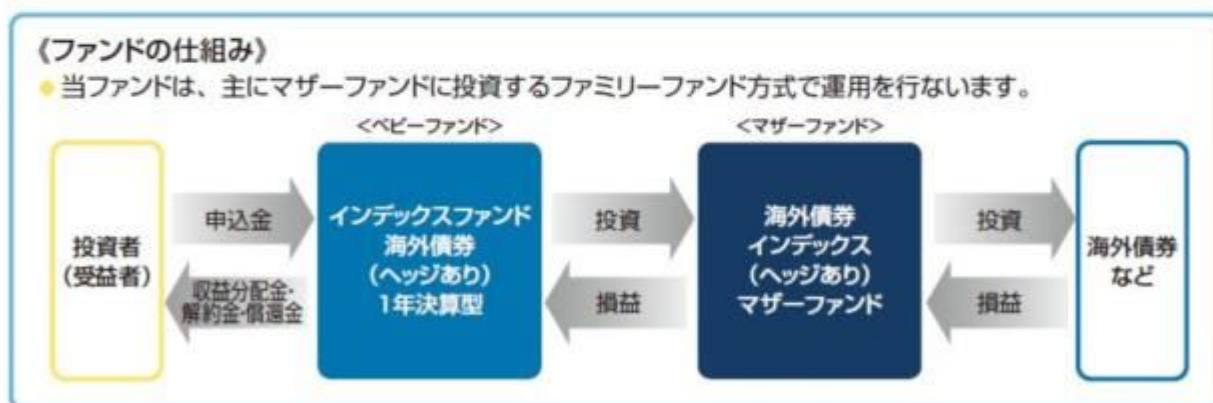 《ファンドの仕組み》
● 当ファンドは、主にマザーファンドに投資するファミリーファンド方式で運用を行ないます。
<ベビーファンド>
<マザーファンド>
投資者
(受益者)
申込金
収益分配金・
解約金・償還金
インデックスファンド
海外債券
(ヘッジあり)
1年決算型
投資
損益
海外債券
インデックス
(ヘッジあり)
マザーファンド
投資
損益
海外債券
など